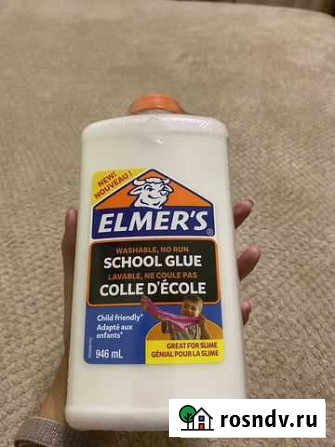 NEW!
NOUVEAU!
ELMER'S
WASHABLE, NO RUN
SCHOOL GLUE
LAVABLE, NE COULE PAS
COLLE D'ÉCOLE
Child friendly*
Adapté aux
enfants*
946 mL
GREAT FOR SLIME
GÉNIAL POUR LA SLIME
rosndv.ru